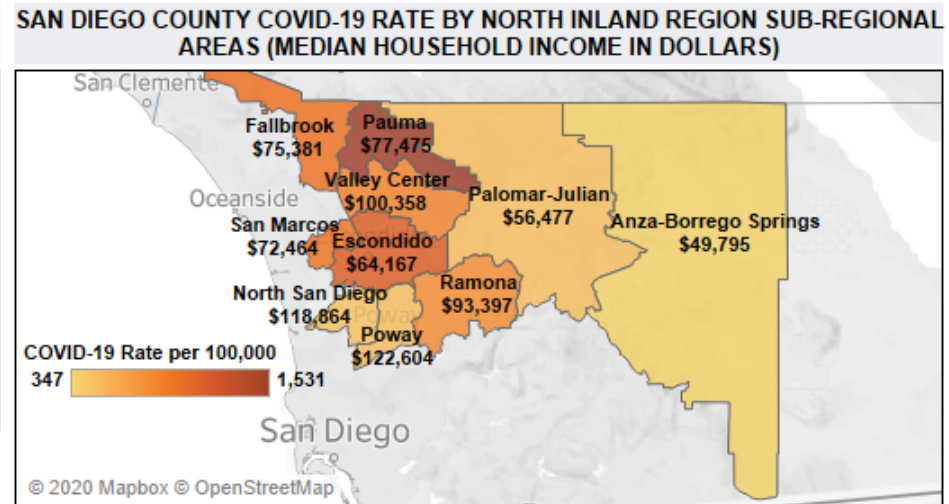 SAN DIEGO COUNTY COVID-19 RATE BY NORTH INLAND REGION SUB-REGIONAL
AREAS (MEDIAN HOUSEHOLD INCOME IN DOLLARS)
San Clemente
Fallbrook
$75,381
Pauma
$77,475
Valley Center
$100,358
Oceanside
Palomar-Julian
$56,477
Anza-Borrego Springs
$49,795
San Marcos
$72,464
Escondido
$64,167
Ramona
$93,397
North San Diego
$118,864
Poway
Poway
$122,604
COVID-19 Rate per 100,000
347 1,531
San Diego
© 2020 Mapbox © OpenStreetMap